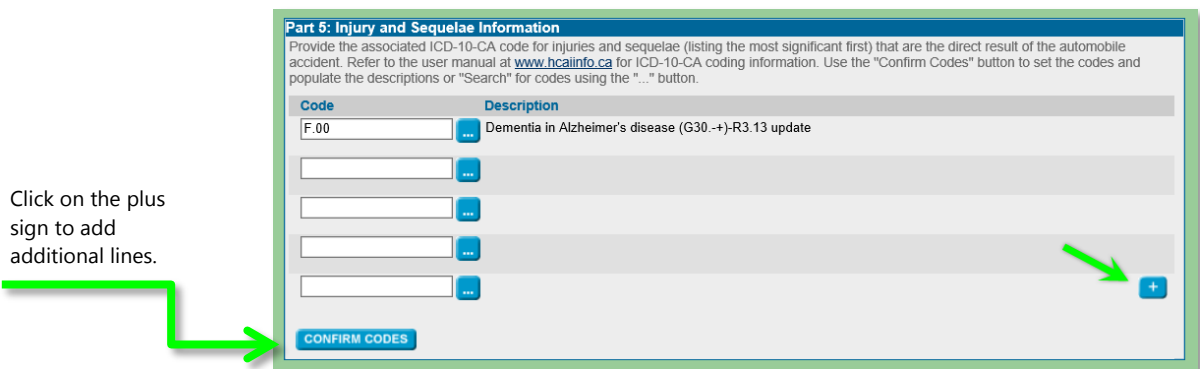 Part 5: Injury and Sequelae Information
Provide the associated ICD-10-CA code for injuries and sequelae (listing the most significant first) that are the direct result of the automobile
accident. Refer to the user manual at www.hcaiinfo.ca for ICD-10-CA coding information. Use the "Confirm Codes" button to set the codes and
populate the descriptions or "Search" for codes using the "..." button.
Code Description
F.00 ... Dementia in Alzheimer's disease (G30.-+)-R3.13 update
...
...
...
... +
CONFIRM CODES
Click on the plus
sign to add
additional lines.